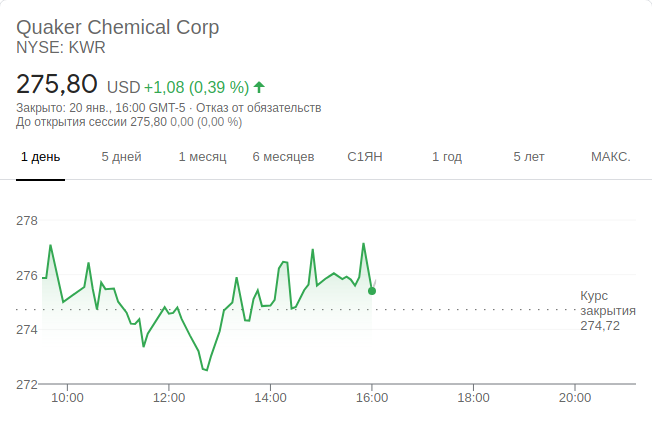 Quaker Chemical Corp
NYSE: KWR
275,80 USD +1,08 (0,39 %)
Закрыто: 20 янв., 16:00 GMT-5 · Отказ от обязательств
До открытия сессии 275,80 0,00 (0,00 %)
1 день 5 дней 1 месяц 6 месяцев С1ЯН 1 год 5 лет МАКС.
278
276
Курс
закрытия
274
274,72
272
10:00 12:00 14:00 16:00 18:00 20:00